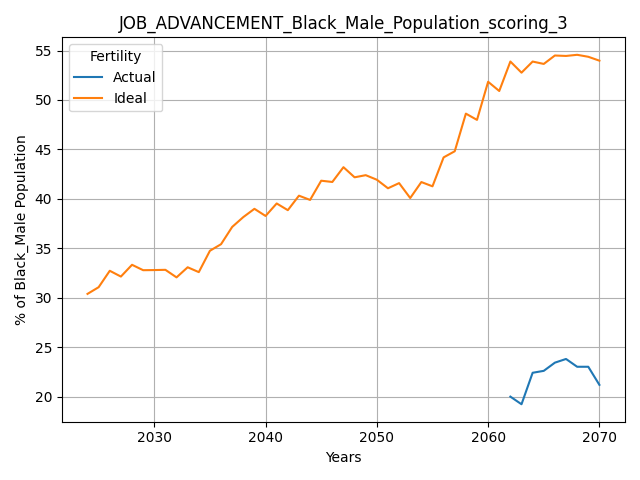 JOB_ADVANCEMENT_Black_Male_Population_scoring_3
Fertility
Actual
Ideal
% of Black_Male Population
55
50
45
40
35
30
25
20
2030
2040
2050
2060
2070
Years